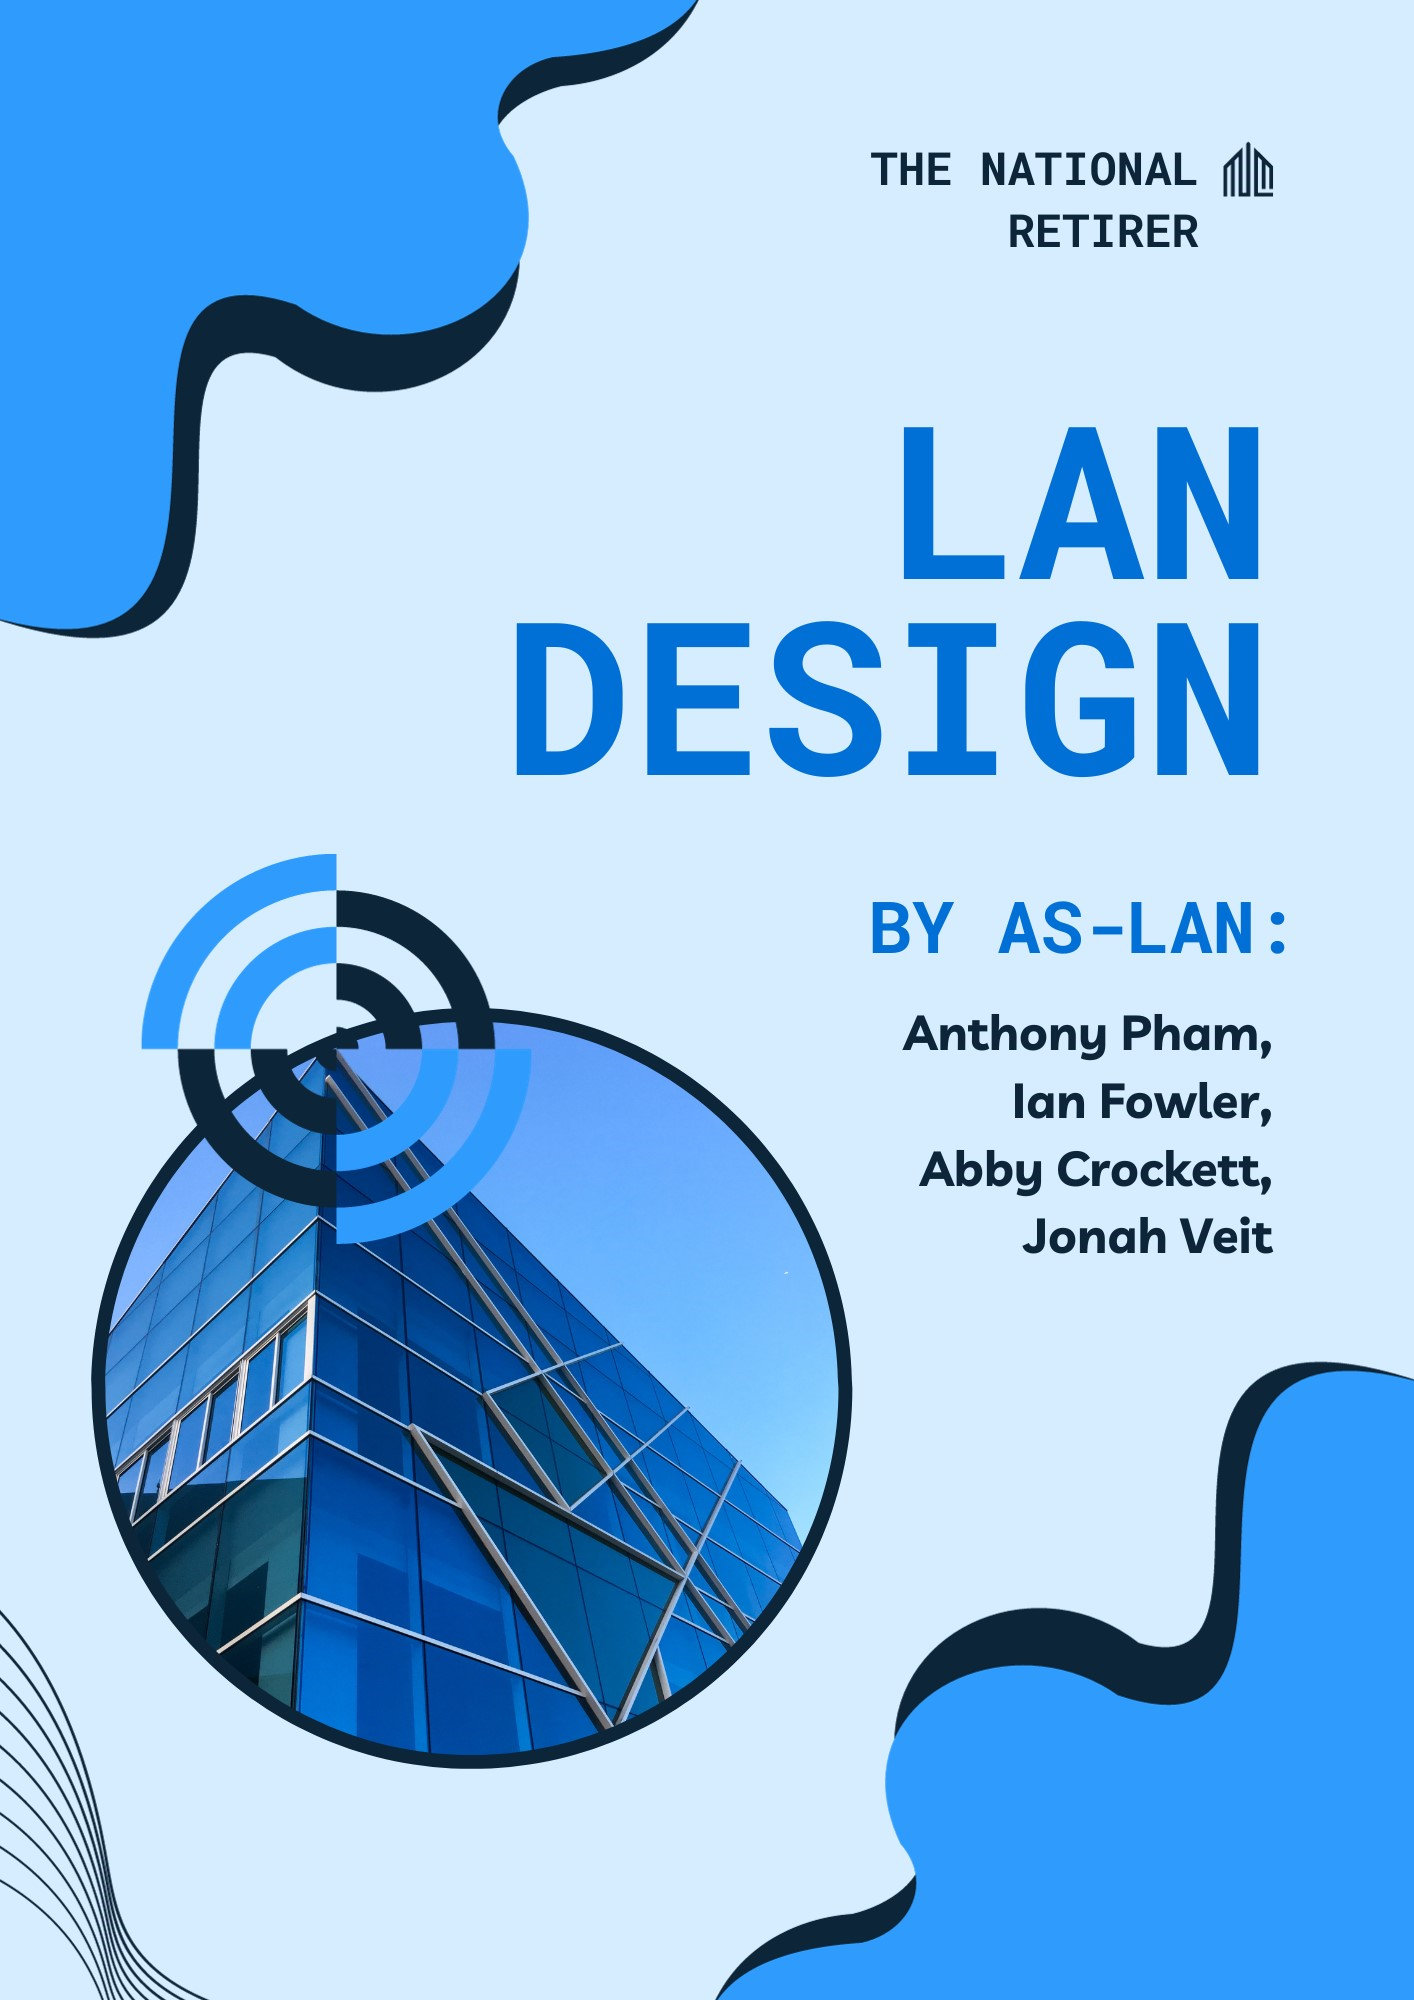 THE NATIONAL
RETIRER
LAN
DESIGN
BY AS-LAN:
Anthony Pham,
Ian Fowler,
Abby Crockett,
Jonah Veit